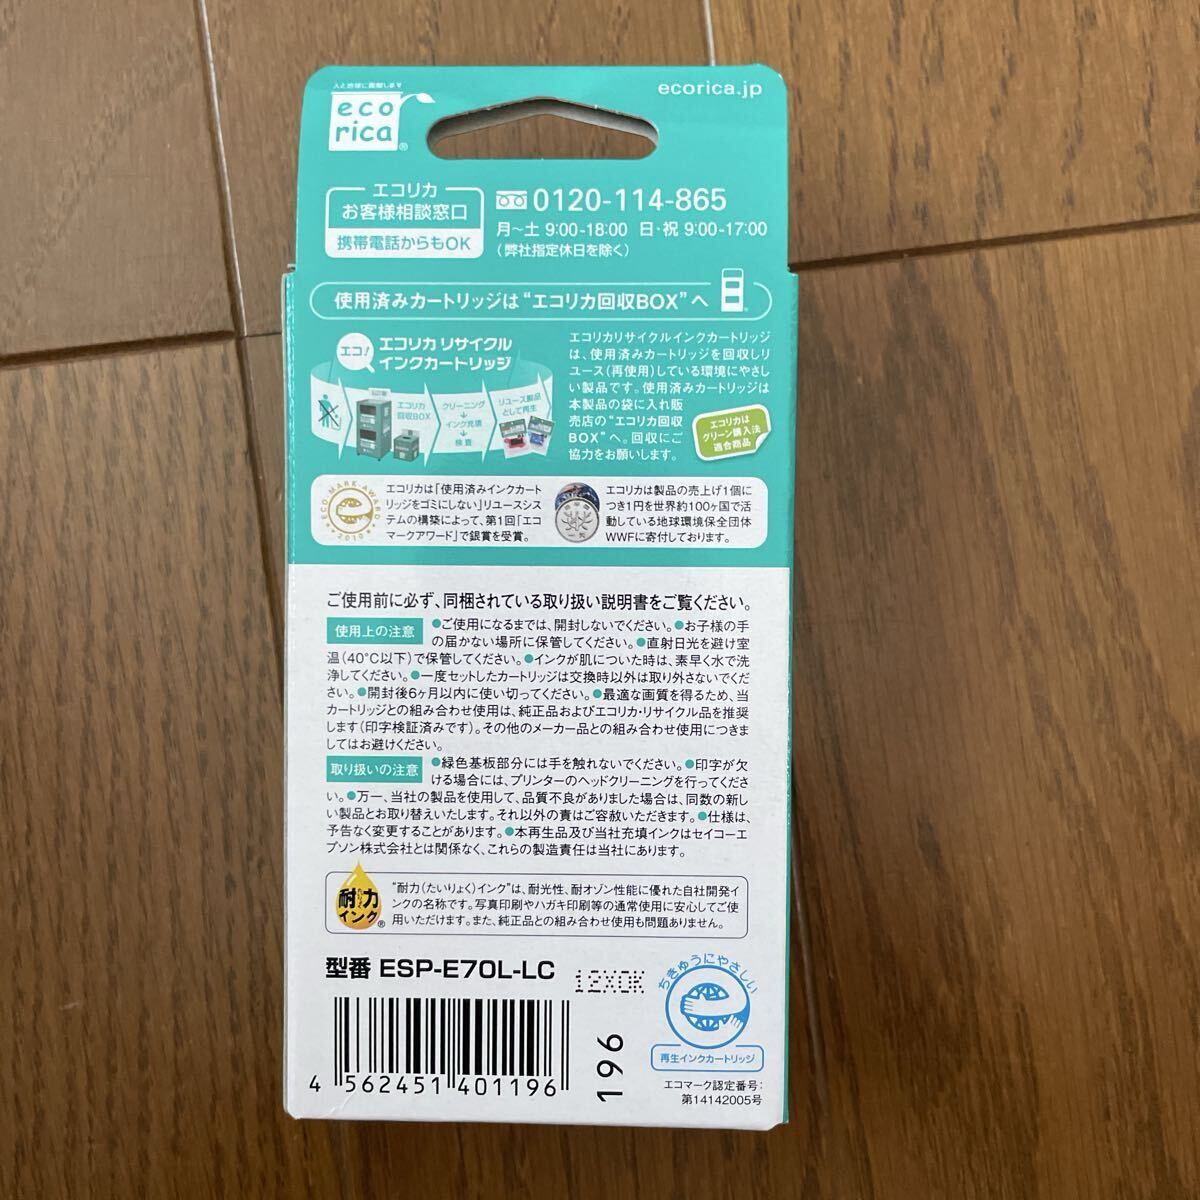 人と地球に貢献します
eco
rica®
ecorica.jp
エコリカ
お客様相談窓口
携帯電話からもOK
0120-114-865
月〜土 9:00-18:00 日・祝 9:00-17:00
(弊社指定休日を除く)
使用済みカートリッジは“エコリカ回収BOX”へ
エコ!
エコリカ リサイクル
インクカートリッジ
エコリカ
回収BOX
クリーニング
インク充填
検査
リユース製品
として再生
エコリカリサイクルインクカートリッジ
は、使用済みカートリッジを回収しリ
ユース(再使用)している環境にやさし
い製品です。使用済みカートリッジは
本製品の袋に入れ販
売店の“エコリカ回収
BOX”へ。回収にご
協力をお願いします。
エコリカは
グリーン購入法
適合商品
ECO-MARK-AWARD
2010
エコリカは「使用済みインクカート
リッジをゴミにしない」リユースシス
テムの構築によって、第1回「エコ
マークアワード」で銀賞を受賞。
エコリカは製品の売上げ1個に
つき1円を世界約100ヶ国で活
動している地球環境保全団体
WWFに寄付しております。
ご使用前に必ず、同梱されている取り扱い説明書をご覧ください。
使用上の注意 ●ご使用になるまでは、開封しないでください。●お子様の手
の届かない場所に保管してください。●直射日光を避け室
温(40℃以下)で保管してください。●インクが肌についた時は、素早く水で洗
浄してください。●一度セットしたカートリッジは交換時以外は取り外さないでくだ
さい。●開封後6ヶ月以内に使い切ってください。●最適な画質を得るため、当
カートリッジとの組み合わせ使用は、純正品およびエコリカ・リサイクル品を推奨
します(印字検証済みです)。その他のメーカー品との組み合わせ使用につきま
してはお避けください。
取り扱いの注意 ●緑色基板部分には手を触れないでください。●印字が欠
ける場合には、プリンターのヘッドクリーニングを行ってくださ
い。●万一、当社の製品を使用して、品質不良がありました場合は、同数の新し
い製品とお取り替えいたします。それ以外の責はご容赦いただきます。●仕様は、
予告なく変更することがあります。●本再生品及び当社充填インクはセイコーエ
プソン株式会社とは関係なく、これらの製造責任は当社にあります。
耐力
たいりょく
インク®
“耐力(たいりょく)インク”は、耐光性、耐オゾン性能に優れた自社開発イ
ンクの名称です。写真印刷やハガキ印刷等の通常使用に安心してご使
用いただけます。また、純正品との組み合わせ使用も問題ありません。
型番 ESP-E70L-LC
12XOK
4 562451 401196
196
ちきゅうにやさしい
再生インクカートリッジ
エコマーク認定番号:
第14142005号